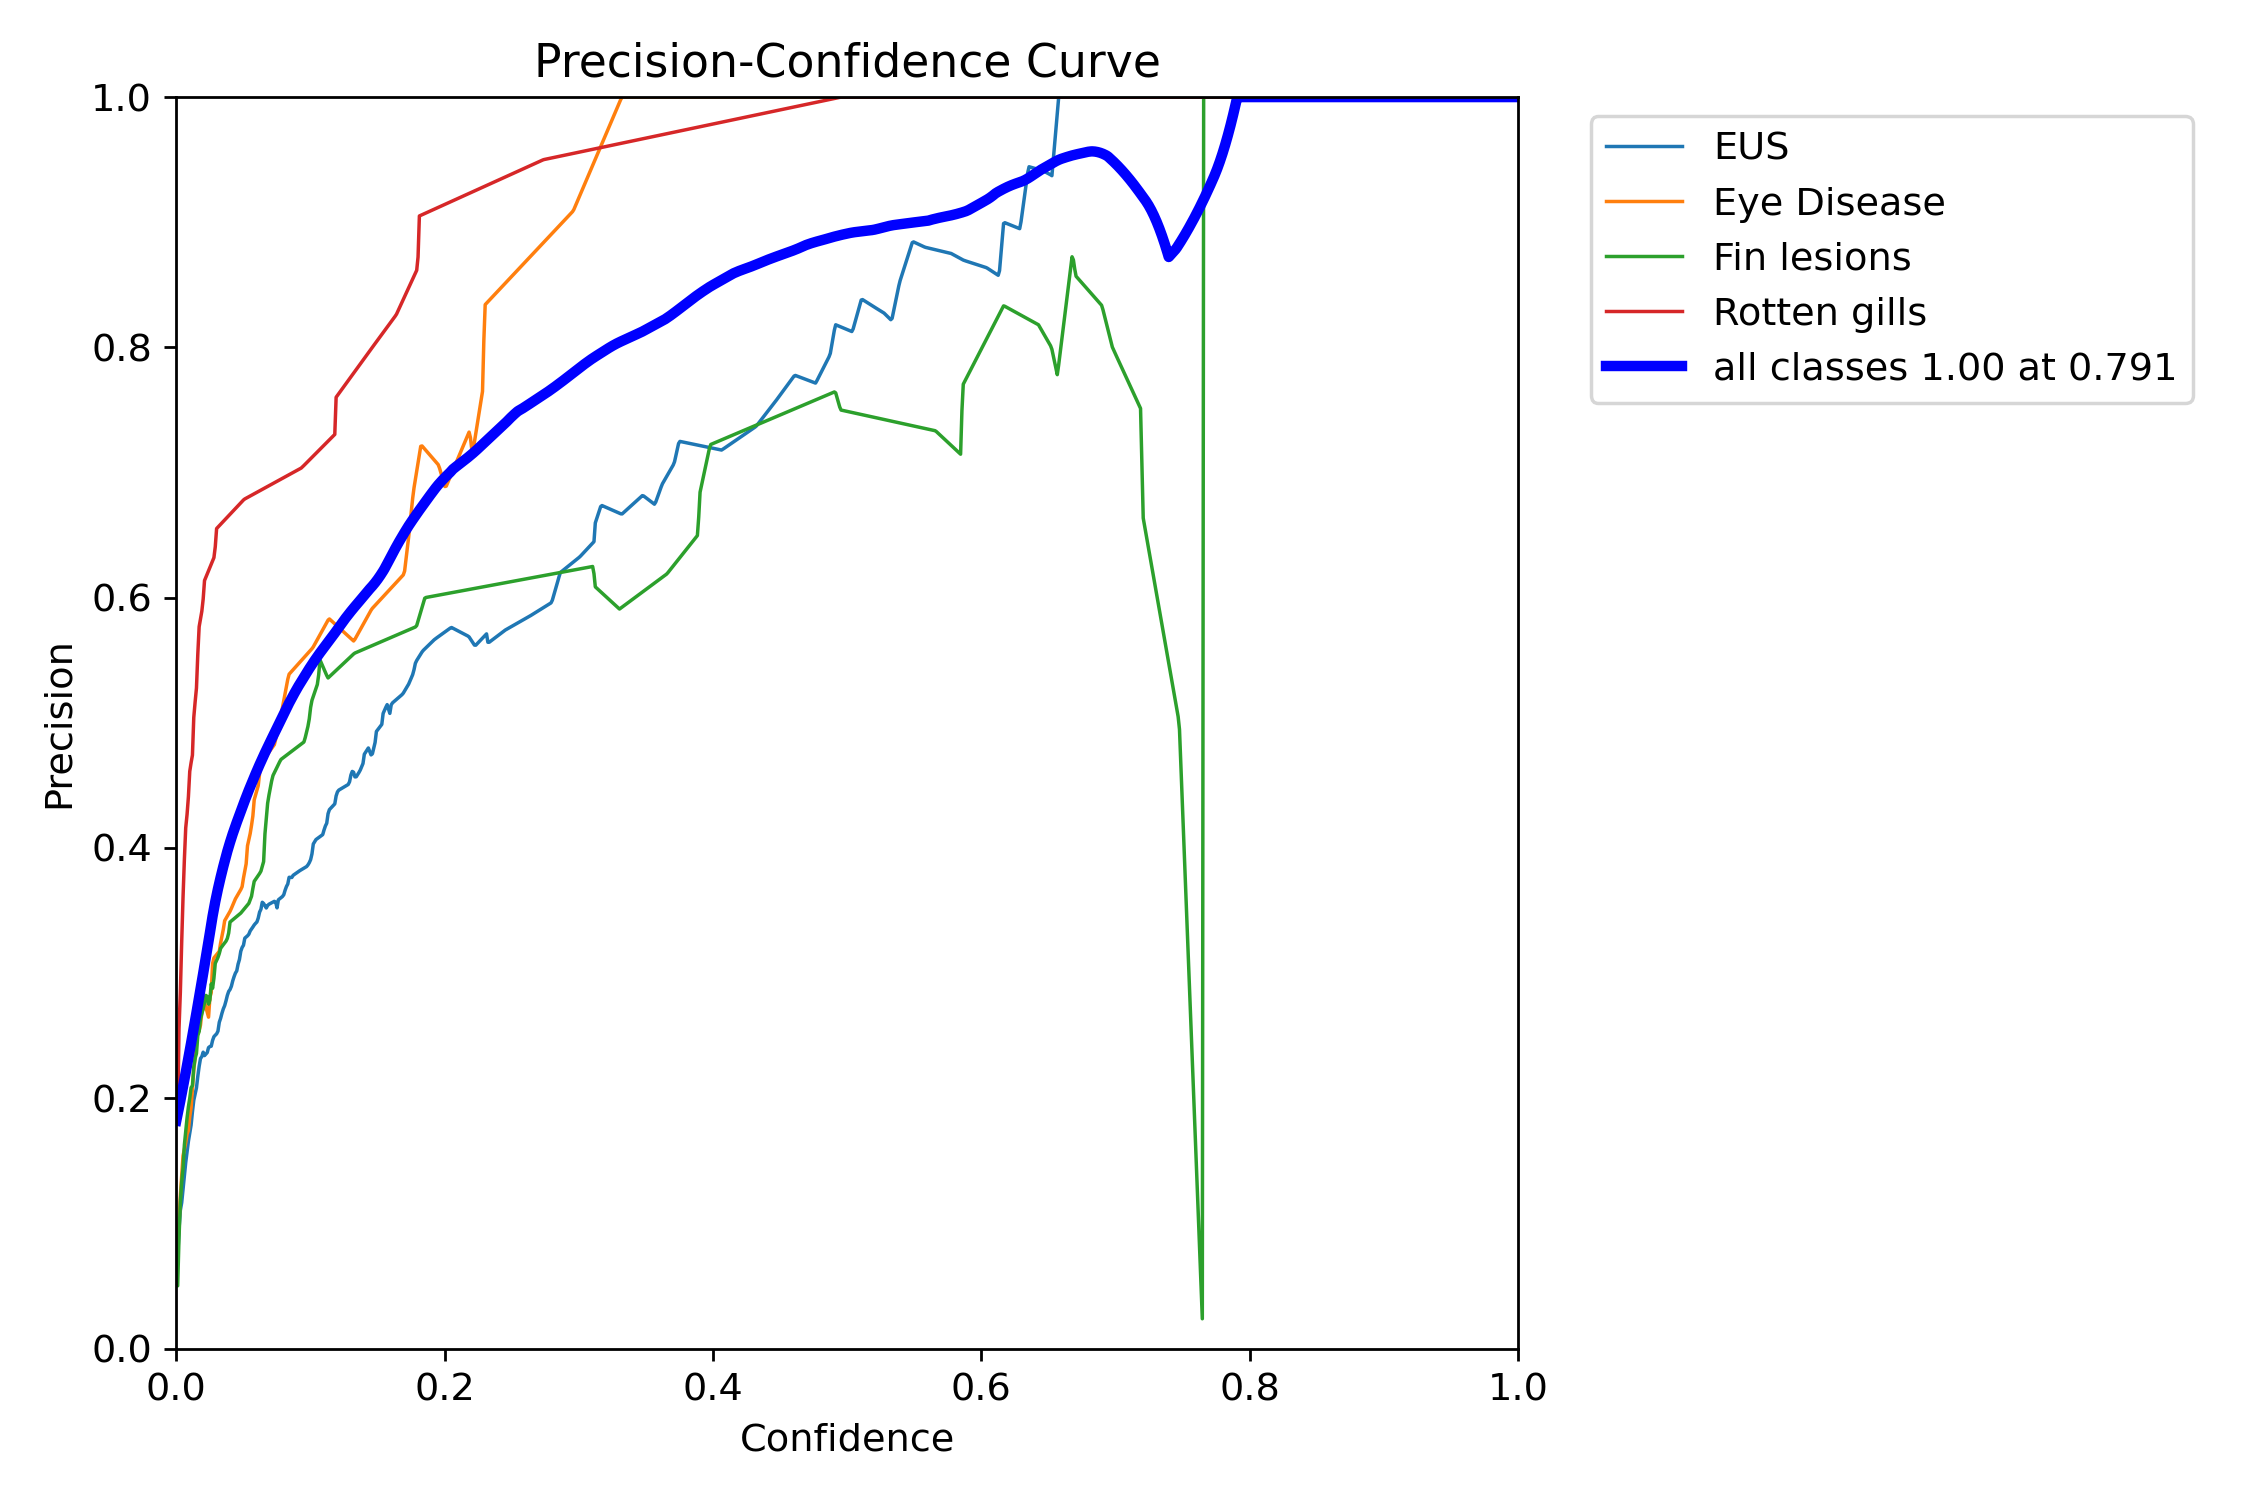 Precision-Confidence Curve
1.0
0.8
0.6
0.4
0.2
0.0
Precision
0.0 0.2 0.4 0.6 0.8 1.0
Confidence
EUS
Eye Disease
Fin lesions
Rotten gills
all classes 1.00 at 0.791